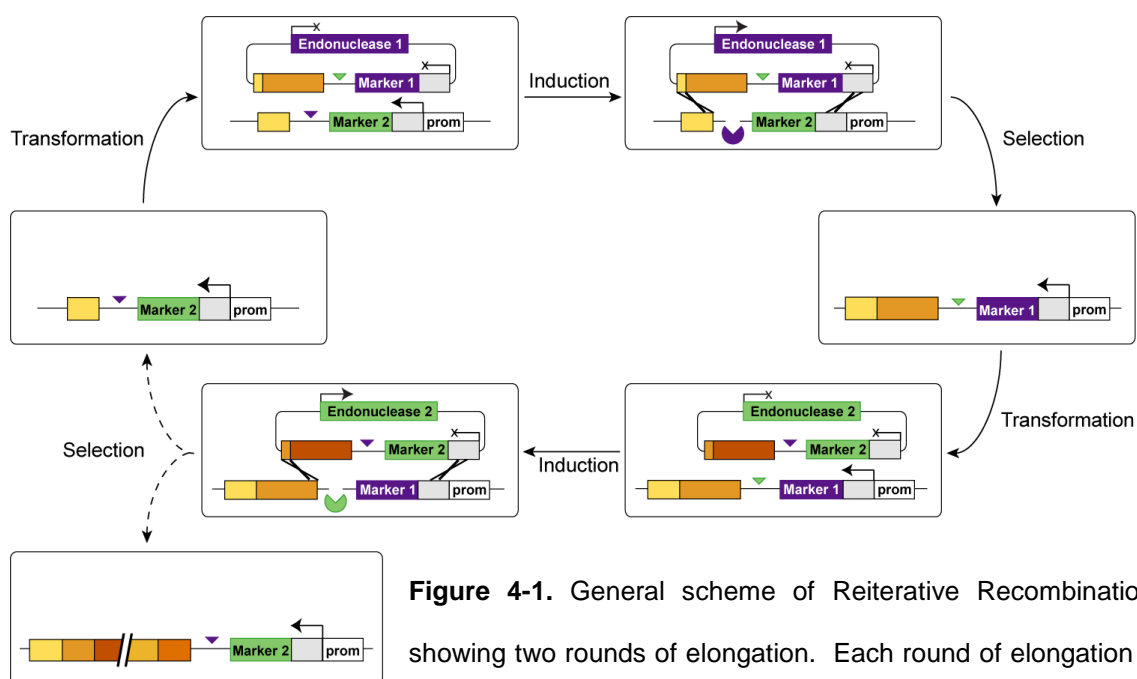 Endonuclease 1
Marker 1
Marker 2 prom
Transformation
Induction
Endonuclease 1
Marker 1
Marker 2 prom
Selection
Marker 2 prom
Marker 1 prom
Transformation
Endonuclease 2
Marker 2
Marker 1 prom
Induction
Endonuclease 2
Marker 2
Marker 1 prom
Selection
Marker 2 prom
Figure 4-1. General scheme of Reiterative Recombinatio
showing two rounds of elongation. Each round of elongation